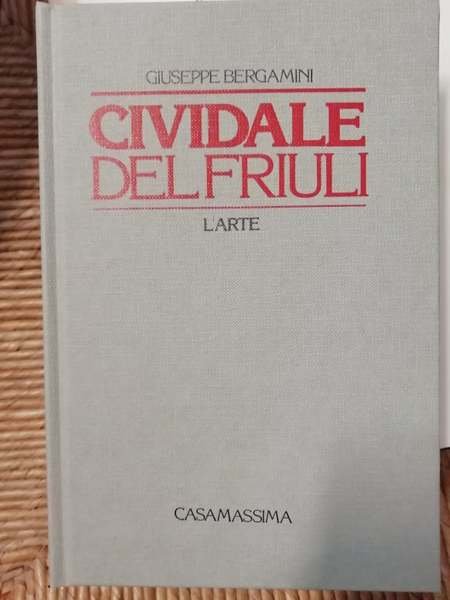 GIUSEPPE BERGAMINI
CIVIDALE
DEL FRIULI
L'ARTE
CASAMASSIMA